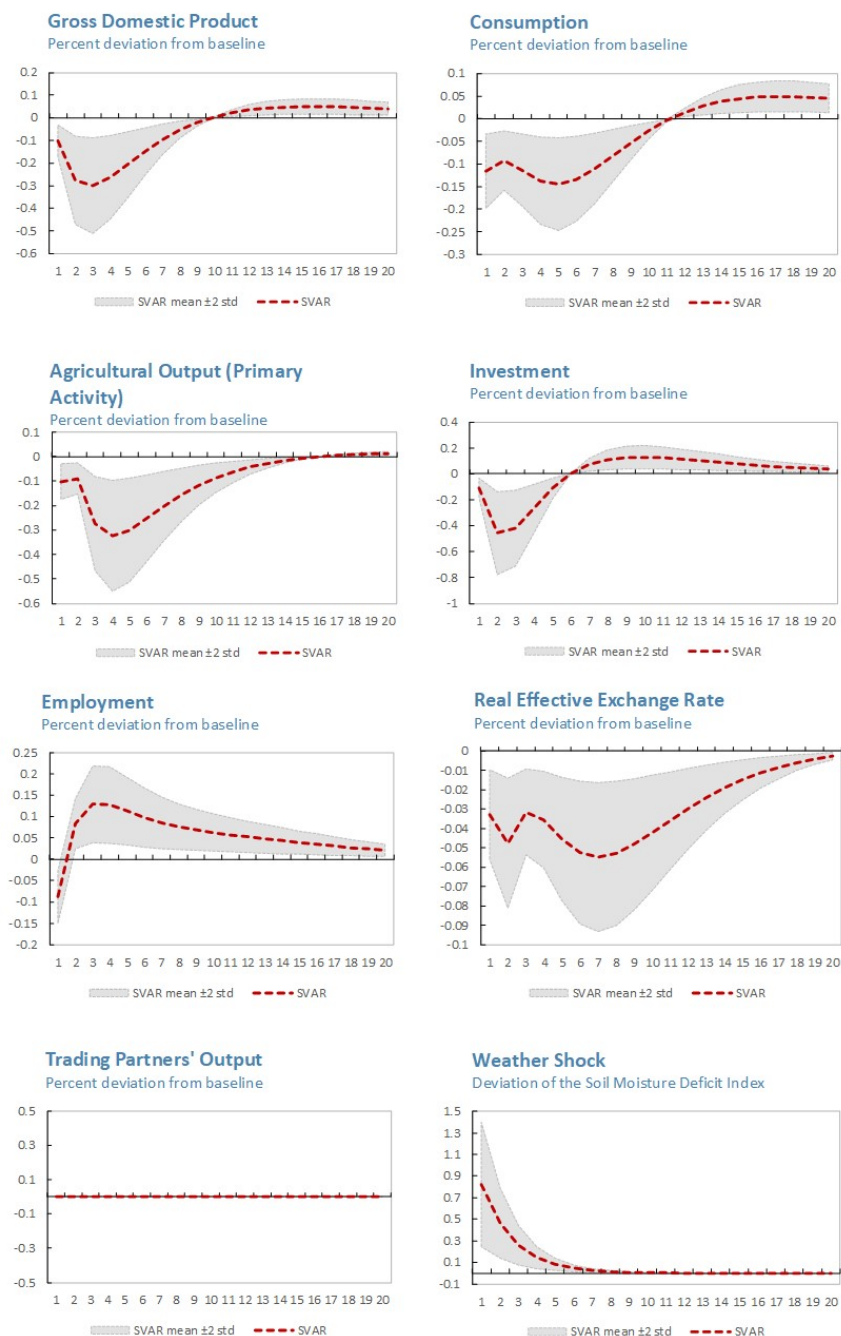 Gross Domestic Product
Percent deviation from baseline
0.2
0.1
0
-0.1
-0.2
-0.3
-0.4
-0.5
-0.6
1 2 3 4 5 6 7 8 9 10 11 12 13 14 15 16 17 18 19 20
SVAR mean ±2 std SVAR
Consumption
Percent deviation from baseline
0.1
0.05
0
-0.05
-0.1
-0.15
-0.2
-0.25
-0.3
1 2 3 4 5 6 7 8 9 10 11 12 13 14 15 16 17 18 19 20
SVAR mean ±2 std SVAR
Agricultural Output (Primary
Activity)
Percent deviation from baseline
0.1
0
-0.1
-0.2
-0.3
-0.4
-0.5
-0.6
1 2 3 4 5 6 7 8 9 10 11 12 13 14 15 16 17 18 19 20
SVAR mean ±2 std SVAR
Investment
Percent deviation from baseline
0.4
0.2
0
-0.2
-0.4
-0.6
-0.8
-1
1 2 3 4 5 6 7 8 9 10 11 12 13 14 15 16 17 18 19 20
SVAR mean ±2 std SVAR
Employment
Percent deviation from baseline
0.25
0.2
0.15
0.1
0.05
0
-0.05
-0.1
-0.15
-0.2
1 2 3 4 5 6 7 8 9 10 11 12 13 14 15 16 17 18 19 20
SVAR mean ±2 std SVAR
Real Effective Exchange Rate
Percent deviation from baseline
0
-0.01
-0.02
-0.03
-0.04
-0.05
-0.06
-0.07
-0.08
-0.09
-0.1
1 2 3 4 5 6 7 8 9 10 11 12 13 14 15 16 17 18 19 20
SVAR mean ±2 std SVAR
Trading Partners' Output
Percent deviation from baseline
0.5
0.3
0.1
-0.1
-0.3
-0.5
1 2 3 4 5 6 7 8 9 10 11 12 13 14 15 16 17 18 19 20
SVAR mean ±2 std SVAR
Weather Shock
Deviation of the Soil Moisture Deficit Index
1.5
1.3
1.1
0.9
0.7
0.5
0.3
0.1
-0.1
1 2 3 4 5 6 7 8 9 10 11 12 13 14 15 16 17 18 19 20
SVAR mean ±2 std SVAR